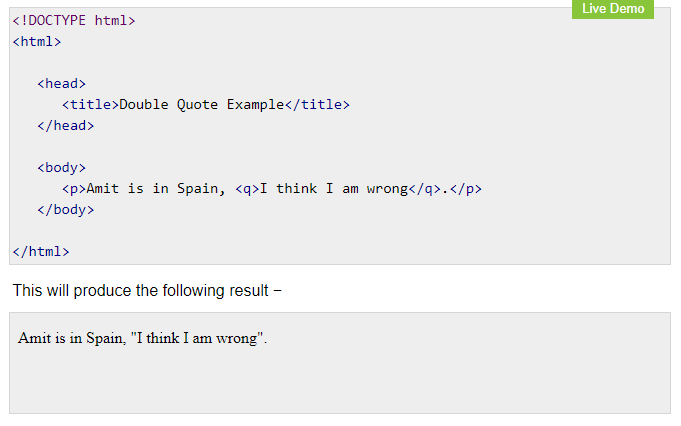 Live Demo
<!DOCTYPE html>
<html>
<head>
<title>Double Quote Example</title>
</head>
<body>
<p>Amit is in Spain, <q>I think I am wrong</q>.</p>
</body>
</html>
This will produce the following result −
Amit is in Spain, "I think I am wrong".